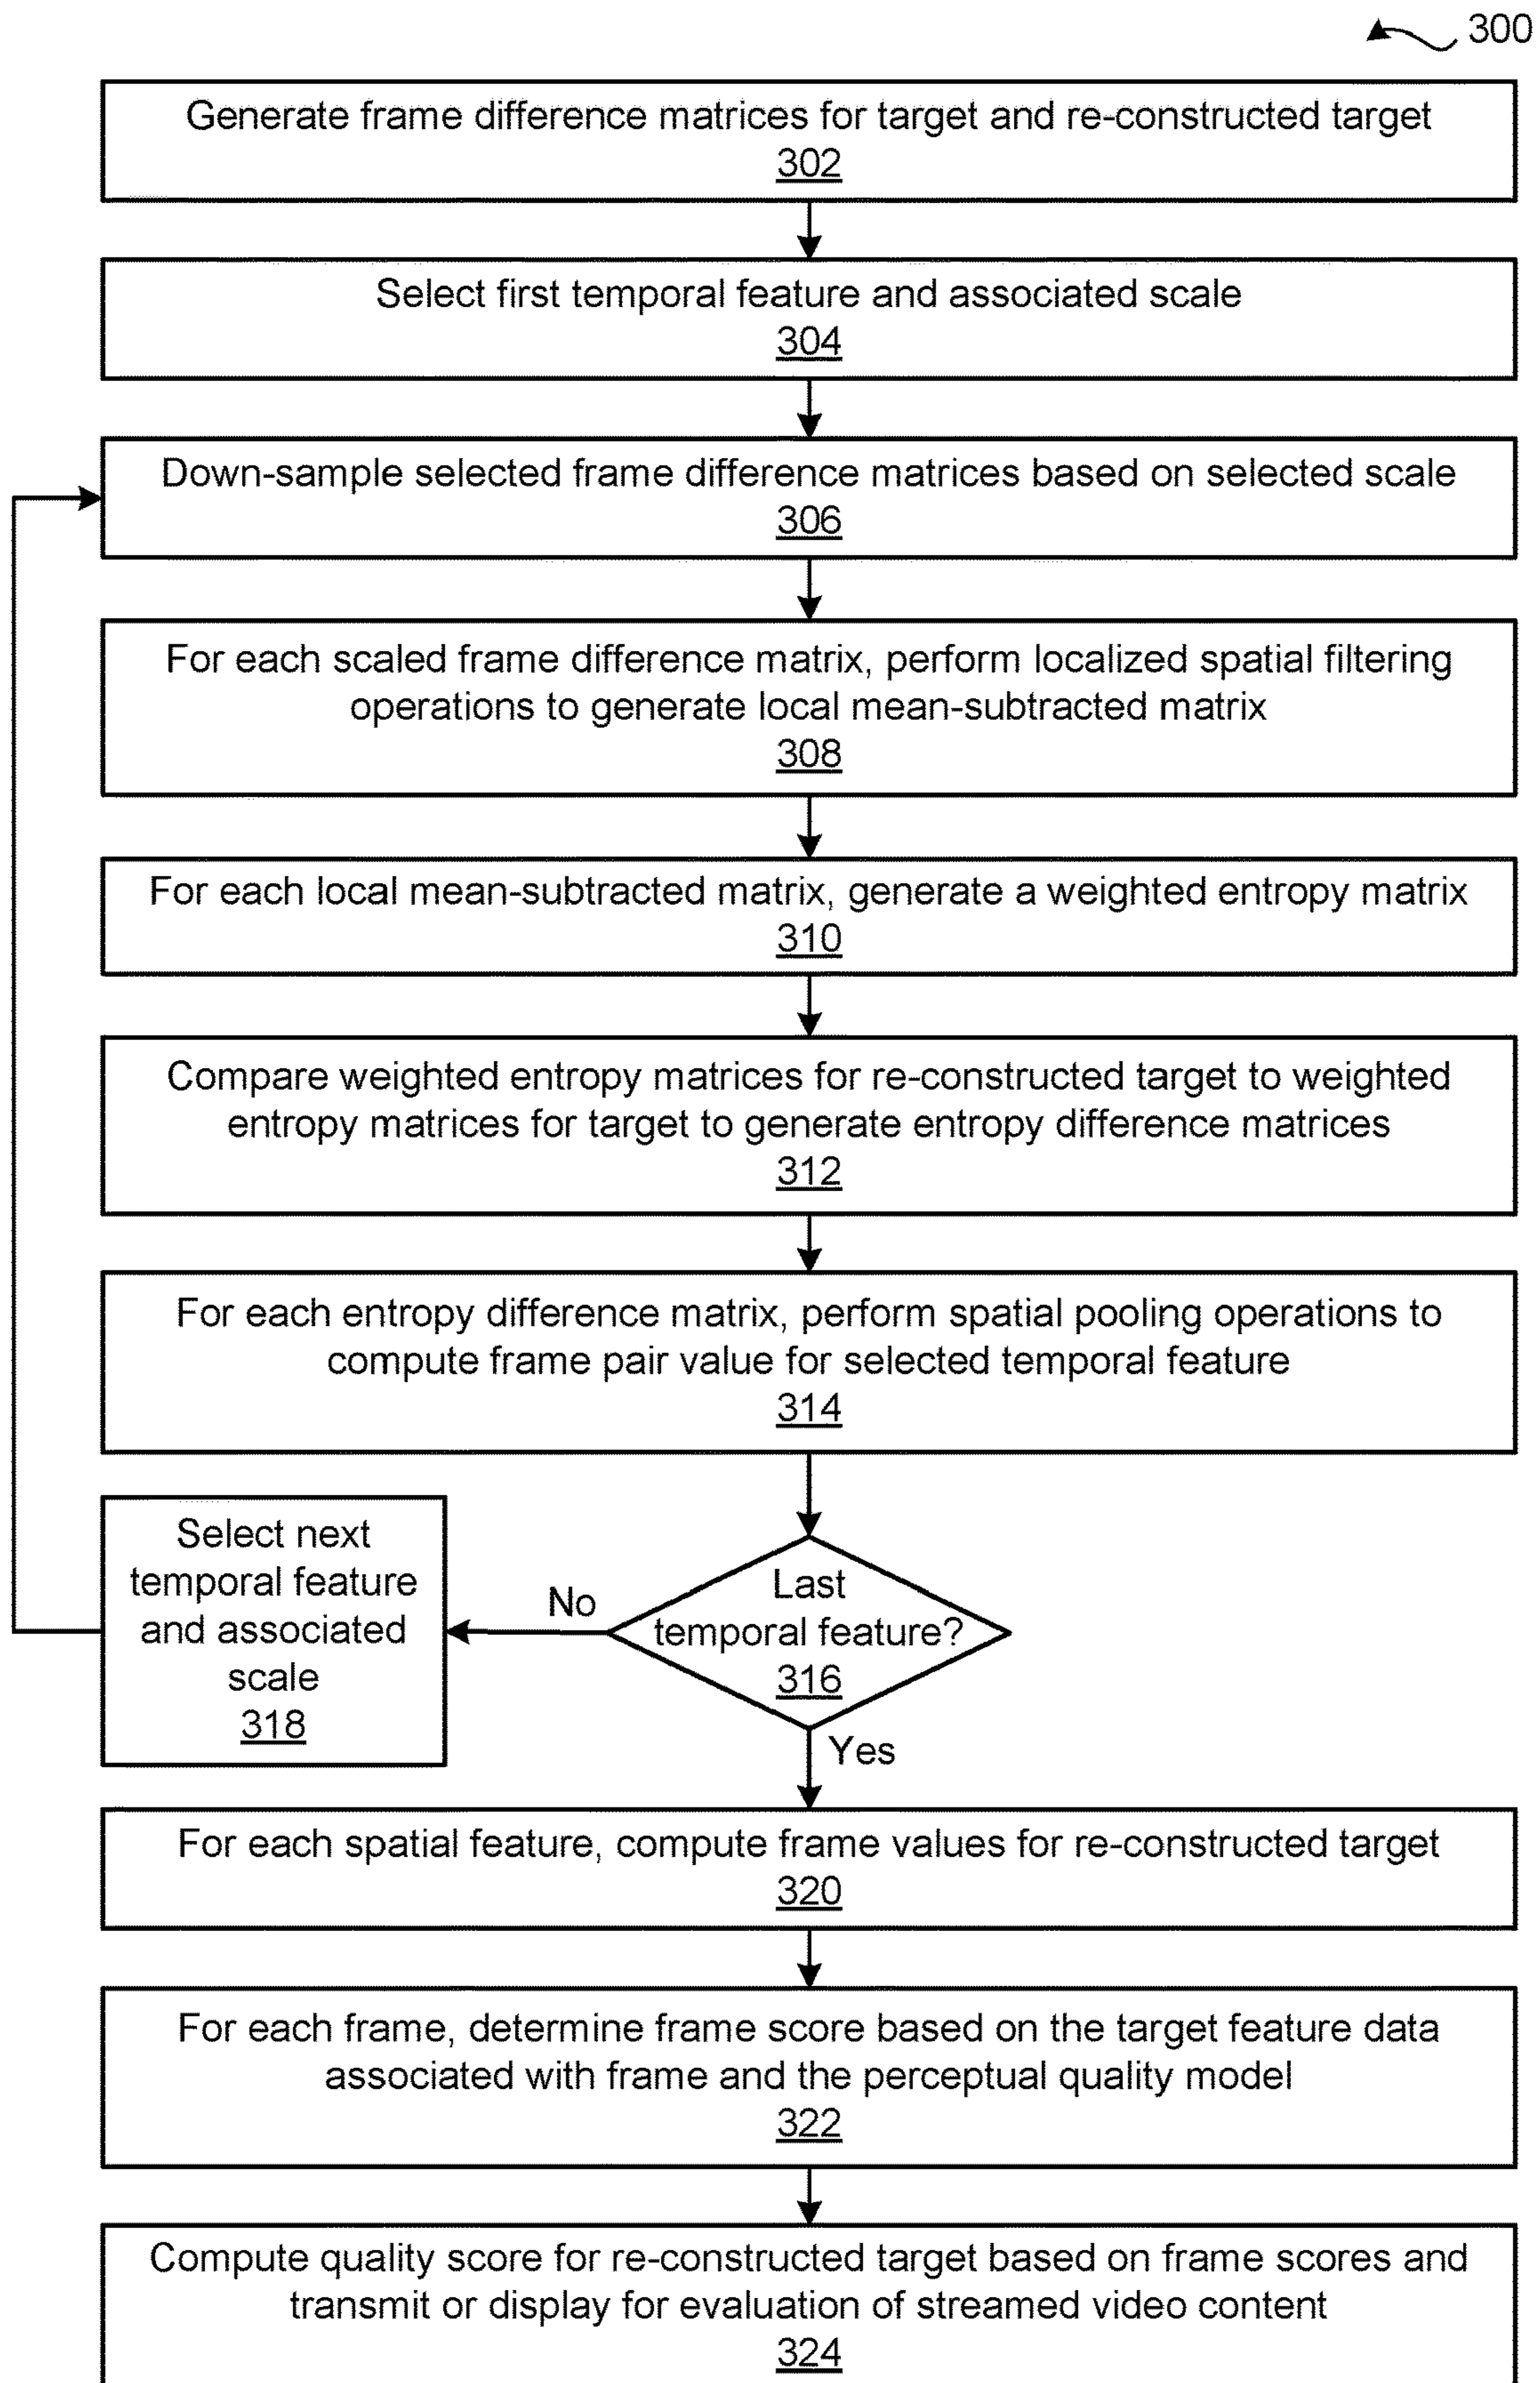 300
Generate frame difference matrices for target and re-constructed target
302
Select first temporal feature and associated scale
304
Down-sample selected frame difference matrices based on selected scale
306
For each scaled frame difference matrix, perform localized spatial filtering
operations to generate local mean-subtracted matrix
308
For each local mean-subtracted matrix, generate a weighted entropy matrix
310
Compare weighted entropy matrices for re-constructed target to weighted
entropy matrices for target to generate entropy difference matrices
312
For each entropy difference matrix, perform spatial pooling operations to
compute frame pair value for selected temporal feature
314
Last
temporal feature?
316
No
Select next
temporal feature
and associated
scale
318
Yes
For each spatial feature, compute frame values for re-constructed target
320
For each frame, determine frame score based on the target feature data
associated with frame and the perceptual quality model
322
Compute quality score for re-constructed target based on frame scores and
transmit or display for evaluation of streamed video content
324